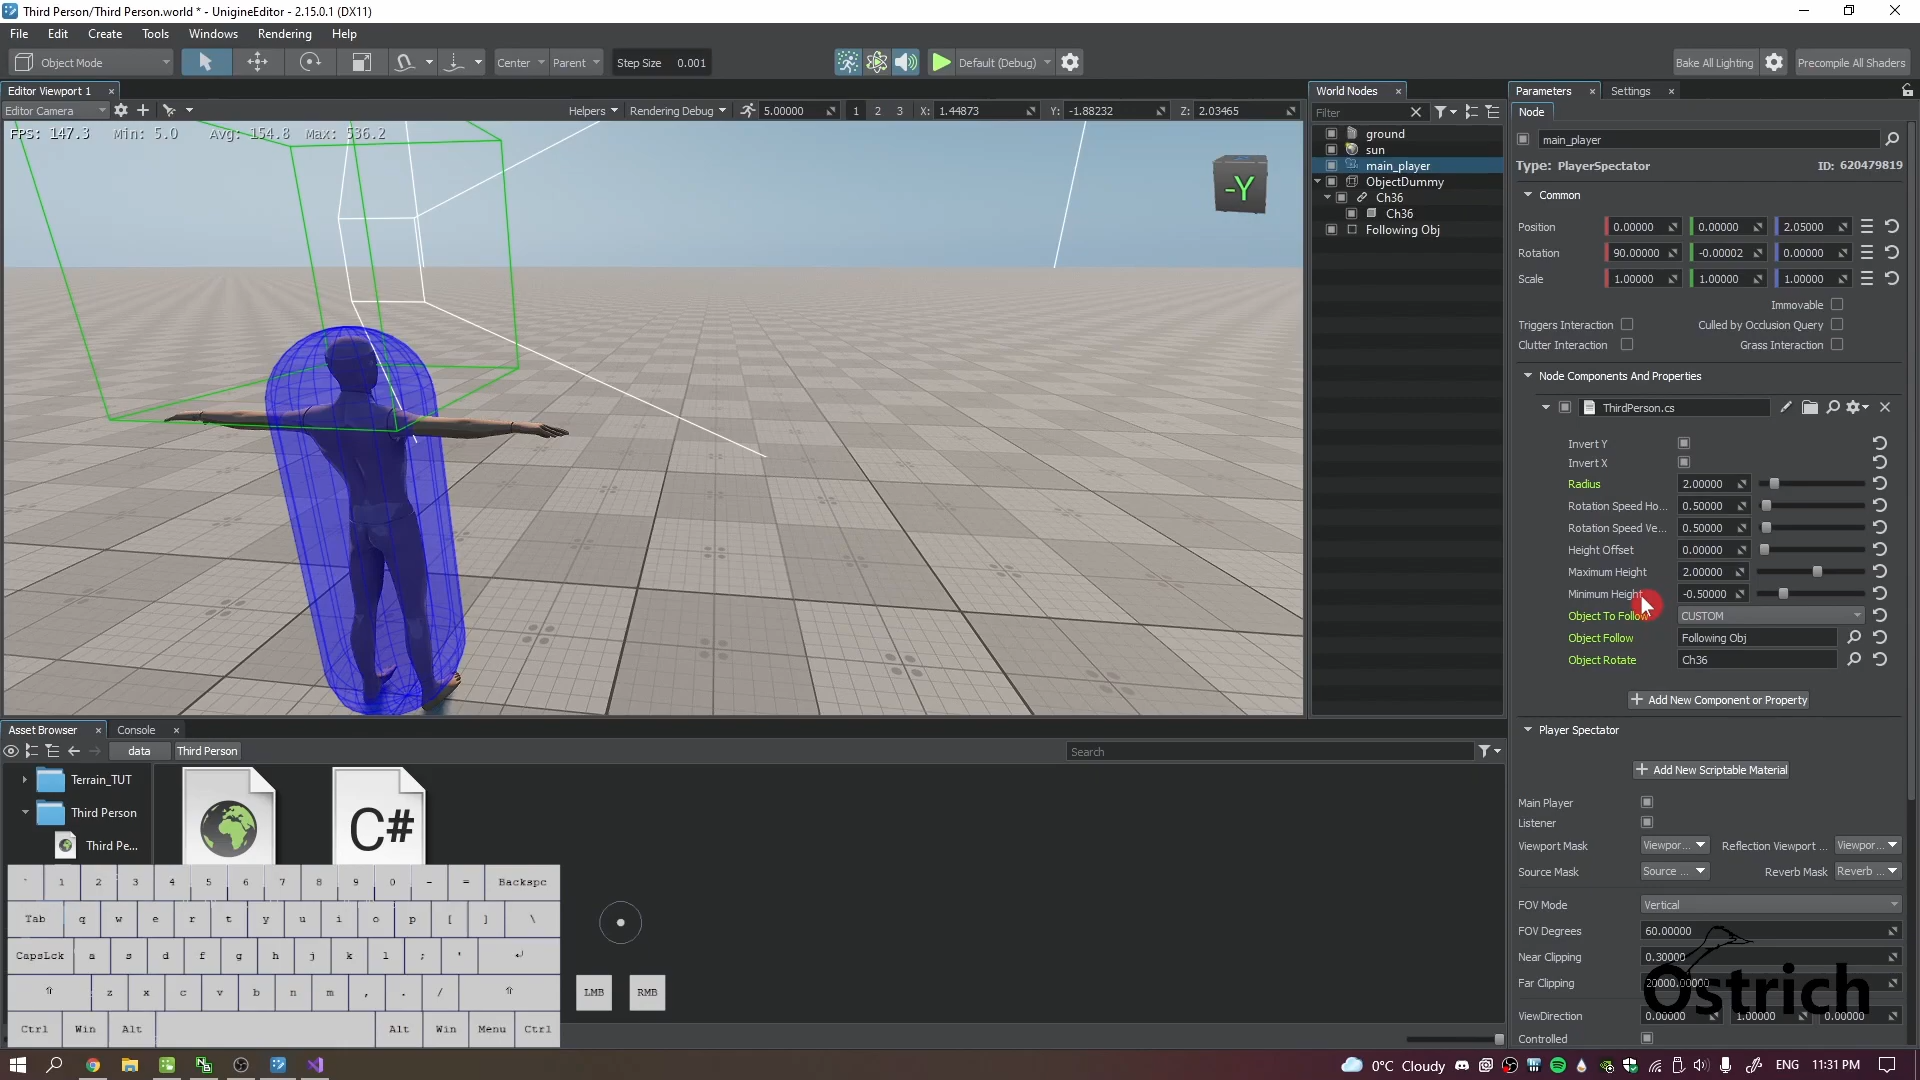 Third Person/Third Person.world * - UnigineEditor - 2.15.0.1 (DX11)
File Edit Create Tools Windows Rendering Help
Object Mode Center Parent Step Size 0.001 Default (Debug) Bake All Lighting Precompile All Shaders
Editor Viewport 1
Editor Camera Helpers Rendering Debug 5.00000 1 2 3 X: 1.44873 Y: -1.88232 Z: 2.03465
FPS: 147.3 Min: 5.0 Avg: 154.8 Max: 536.2
-Y
World Nodes
Filter
ground
sun
main_player
ObjectDummy
Ch36
Ch36
Following Obj
Parameters Settings
Node
main_player
Type: PlayerSpectator ID: 620479819
Common
Position 0.00000 0.00000 2.05000
Rotation 90.00000 -0.00002 0.00000
Scale 1.00000 1.00000 1.00000
Immovable
Triggers Interaction Culled by Occlusion Query
Clutter Interaction Grass Interaction
Node Components And Properties
ThirdPerson.cs
Invert Y
Invert X
Radius 2.00000
Rotation Speed Ho... 0.50000
Rotation Speed Ve... 0.50000
Height Offset 0.00000
Maximum Height 2.00000
Minimum Height -0.50000
Object To Follow CUSTOM
Object Follow Following Obj
Object Rotate Ch36
Add New Component or Property
Player Spectator
Add New Scriptable Material
Main Player
Listener
Viewport Mask Viewpor... Reflection Viewport ... Viewpor...
Source Mask Source ... Reverb Mask Reverb ...
FOV Mode Vertical
FOV Degrees 60.00000
Near Clipping 0.30000
Far Clipping 20000.00000
ViewDirection 0.00000 1.00000 0.00000
Controlled
Ostrich
Asset Browser Console
data Third Person Search
Terrain_TUT
Third Person
Third Pe...
C#
` 1 2 3 4 5 6 7 8 9 0 - = Backspc
Tab q w e r t y u i o p [ ] \
CapsLck a s d f g h j k l ; '
z x c v b n m , . /
Ctrl Win Alt Alt Win Menu Ctrl
LMB RMB
0°C Cloudy ENG 11:31 PM